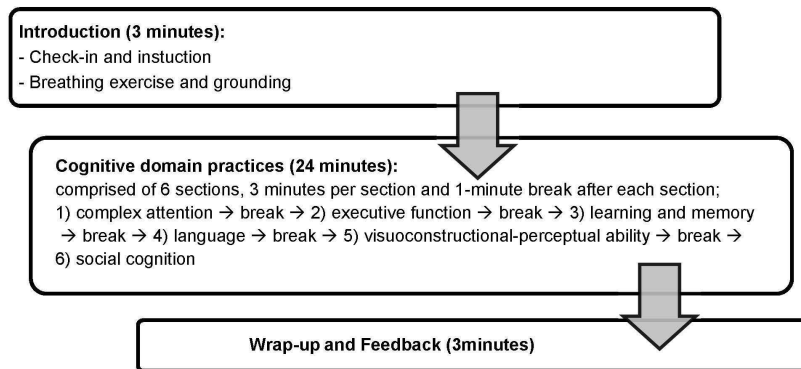 Introduction (3 minutes):
- Check-in and instuction
- Breathing exercise and grounding
Cognitive domain practices (24 minutes):
comprised of 6 sections, 3 minutes per section and 1-minute break after each section;
1) complex attention → break → 2) executive function → break → 3) learning and memory
→ break → 4) language → break → 5) visuoconstructional-perceptual ability → break →
6) social cognition
Wrap-up and Feedback (3minutes)